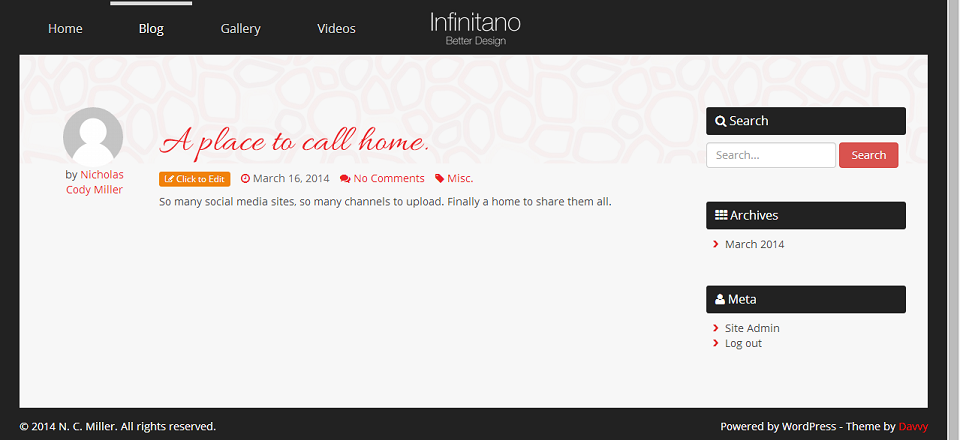 Home Blog Gallery Videos
Infinitano
Better Design
A place to call home.
by Nicholas
Cody Miller
Click to Edit March 16, 2014 No Comments Misc.
So many social media sites, so many channels to upload. Finally a home to share them all.
Search
Search... Search
Archives
March 2014
Meta
Site Admin
Log out
© 2014 N. C. Miller. All rights reserved.
Powered by WordPress - Theme by Davvy